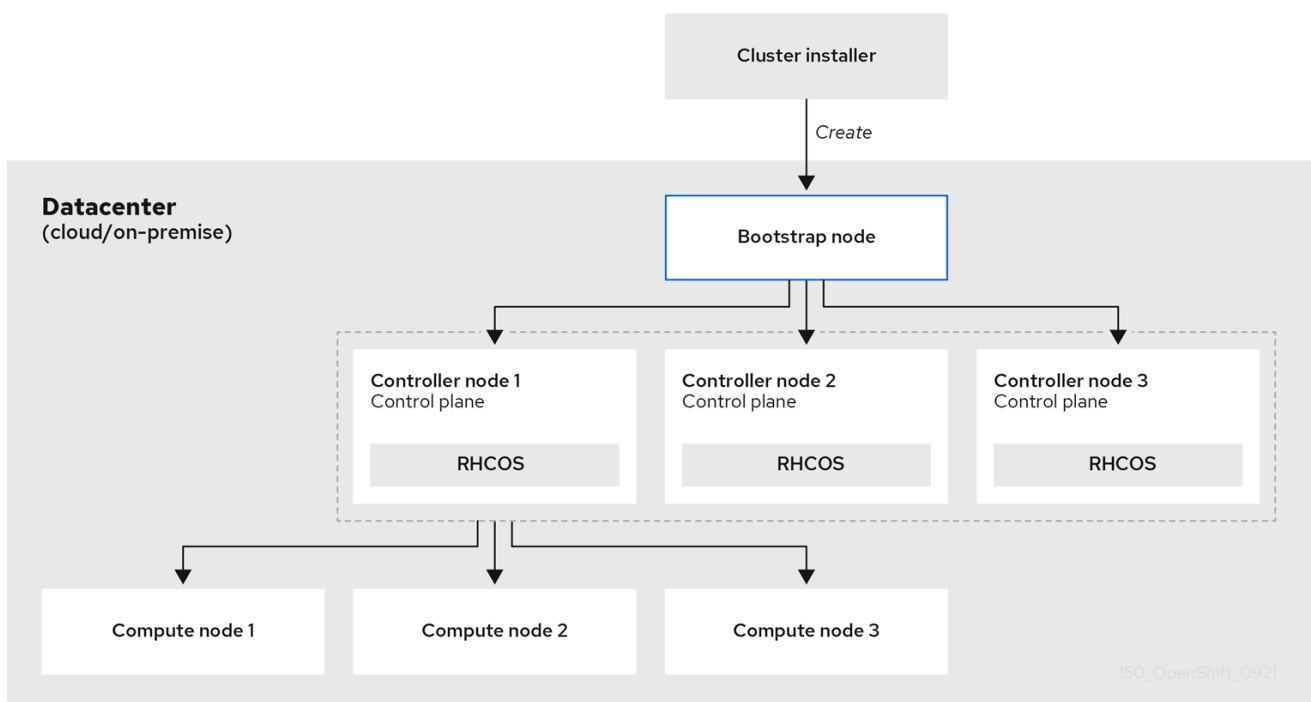 Cluster installer
Create
Datacenter
(cloud/on-premise)
Bootstrap node
Controller node 1
Control plane
RHCOS
Controller node 2
Control plane
RHCOS
Controller node 3
Control plane
RHCOS
Compute node 1
Compute node 2
Compute node 3
150_OpenShift_0921